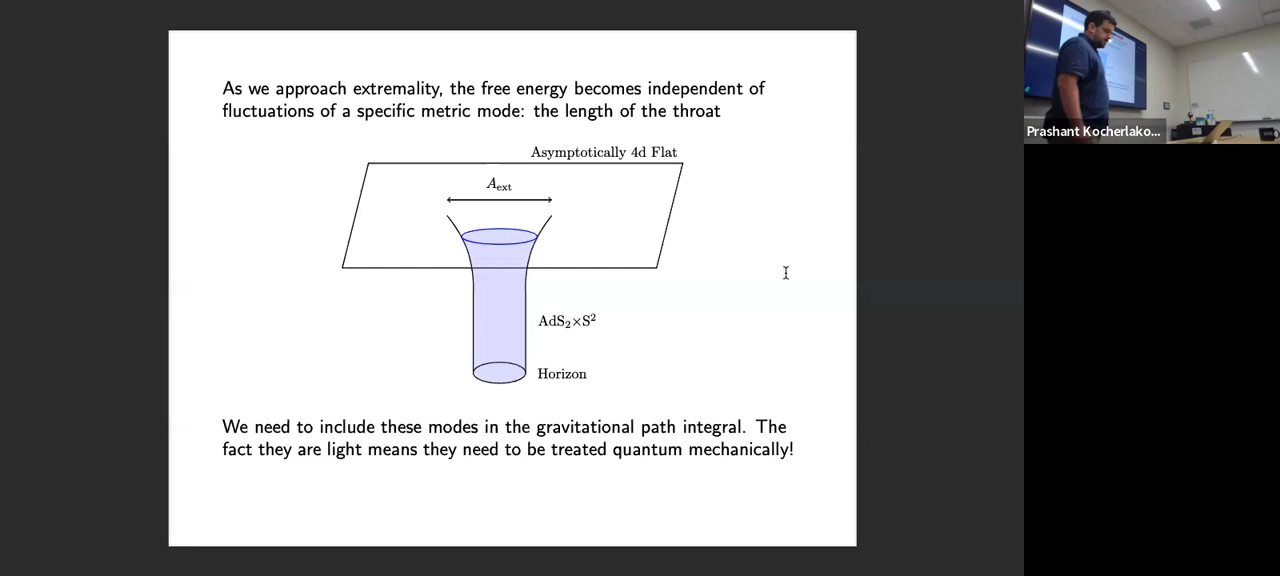 As we approach extremality, the free energy becomes independent of
fluctuations of a specific metric mode: the length of the throat
Asymptotically 4d Flat
A_ext
AdS₂×S²
Horizon
We need to include these modes in the gravitational path integral. The
fact they are light means they need to be treated quantum mechanically!
Prashant Kocherlako...